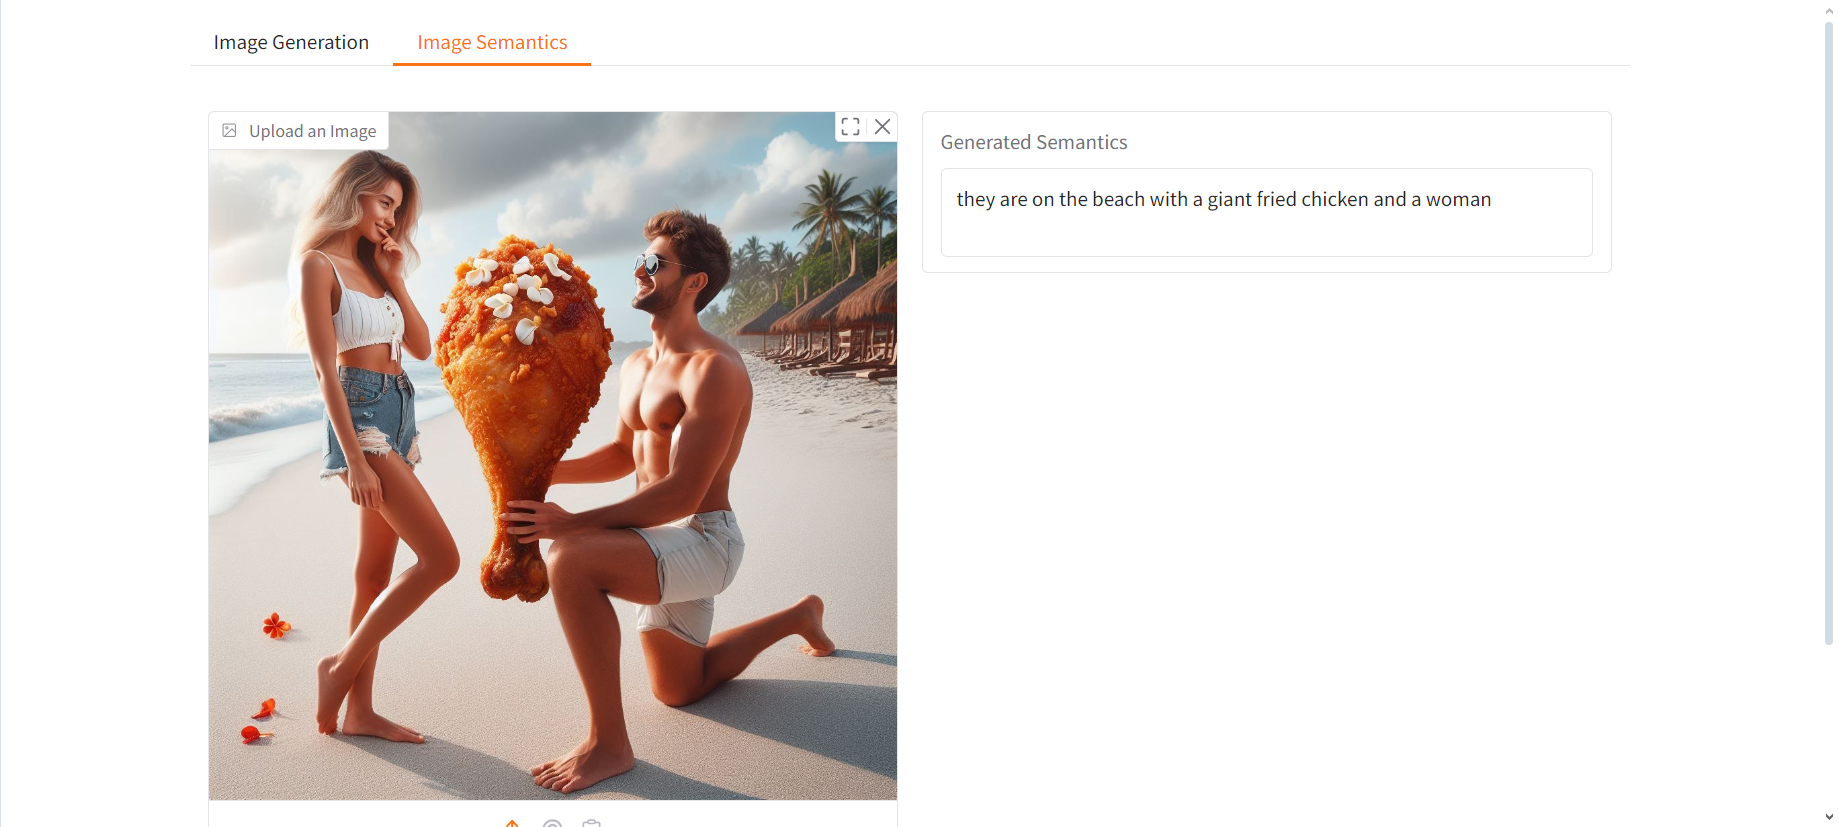 Image Generation
Image Semantics
Upload an Image
Generated Semantics
they are on the beach with a giant fried chicken and a woman